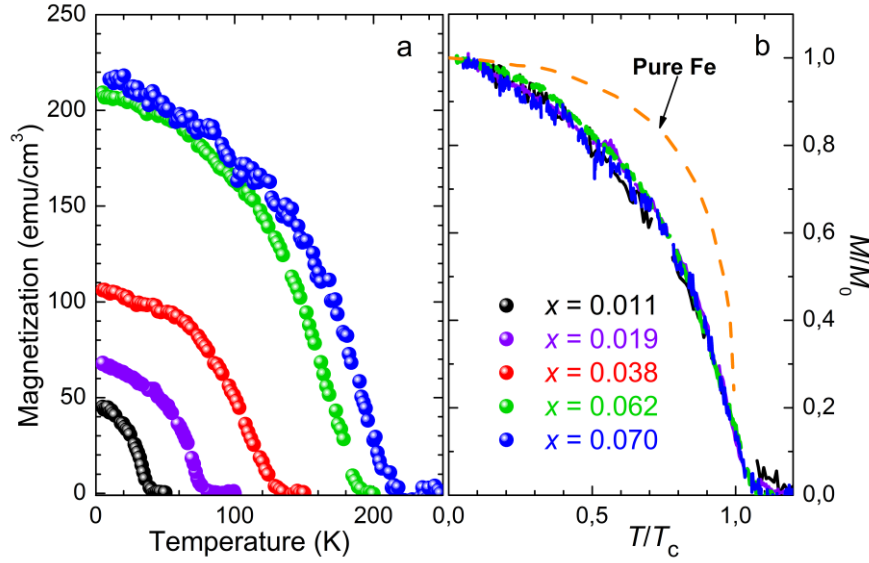 a
b
Magnetization (emu/cm³)
250
200
150
100
50
0
0
100
200
Temperature (K)
Pure Fe
x = 0.011
x = 0.019
x = 0.038
x = 0.062
x = 0.070
1,0
0,8
0,6
0,4
0,2
0,0
M/M₀
0,0
0,5
1,0
T/T_C